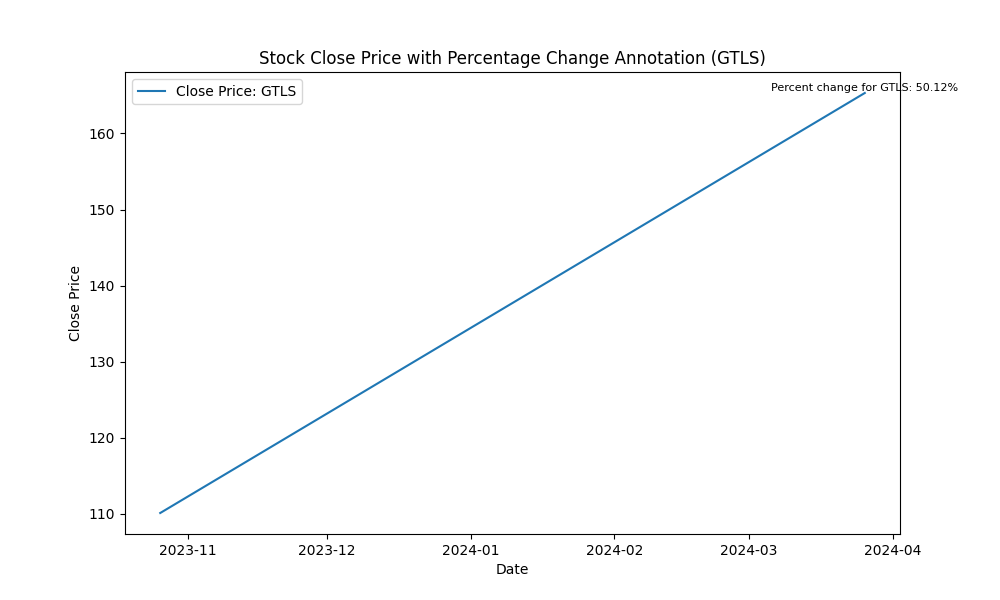 Stock Close Price with Percentage Change Annotation (GTLS)
Close Price: GTLS
Percent change for GTLS: 50.12%
160
150
140
130
120
110
Close Price
2023-11 2023-12 2024-01 2024-02 2024-03 2024-04
Date